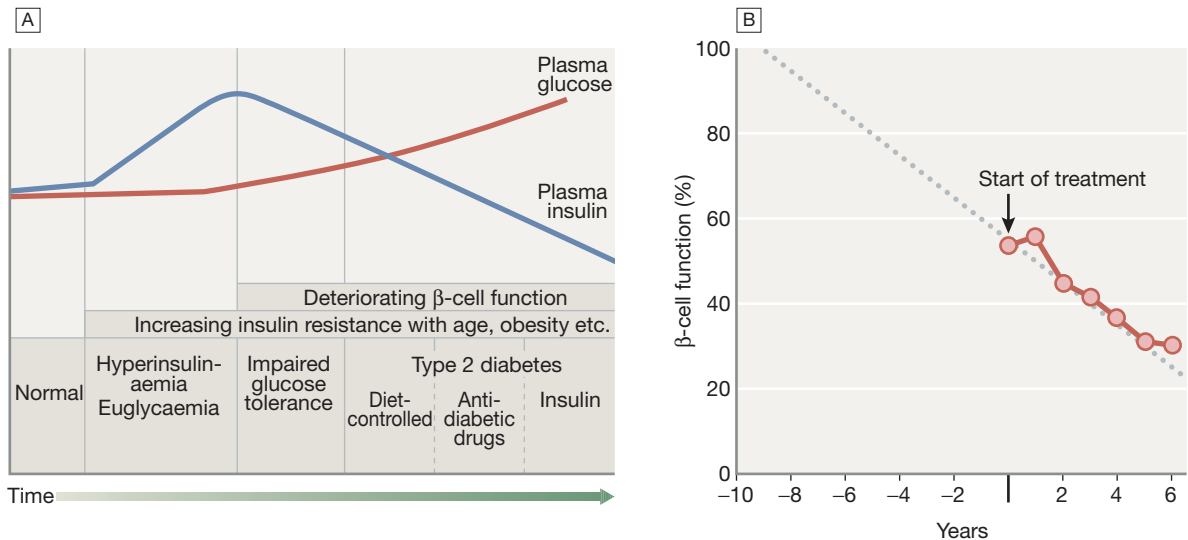 A
Plasma
glucose
Plasma
insulin
Deteriorating β-cell function
Increasing insulin resistance with age, obesity etc.
Normal
Hyperinsulin-
aemia
Euglycaemia
Impaired
glucose
tolerance
Type 2 diabetes
Diet-
controlled
Anti-
diabetic
drugs
Insulin
Time
B
β-cell function (%)
100
80
60
40
20
0
Start of treatment
–10 –8 –6 –4 –2 2 4 6
Years